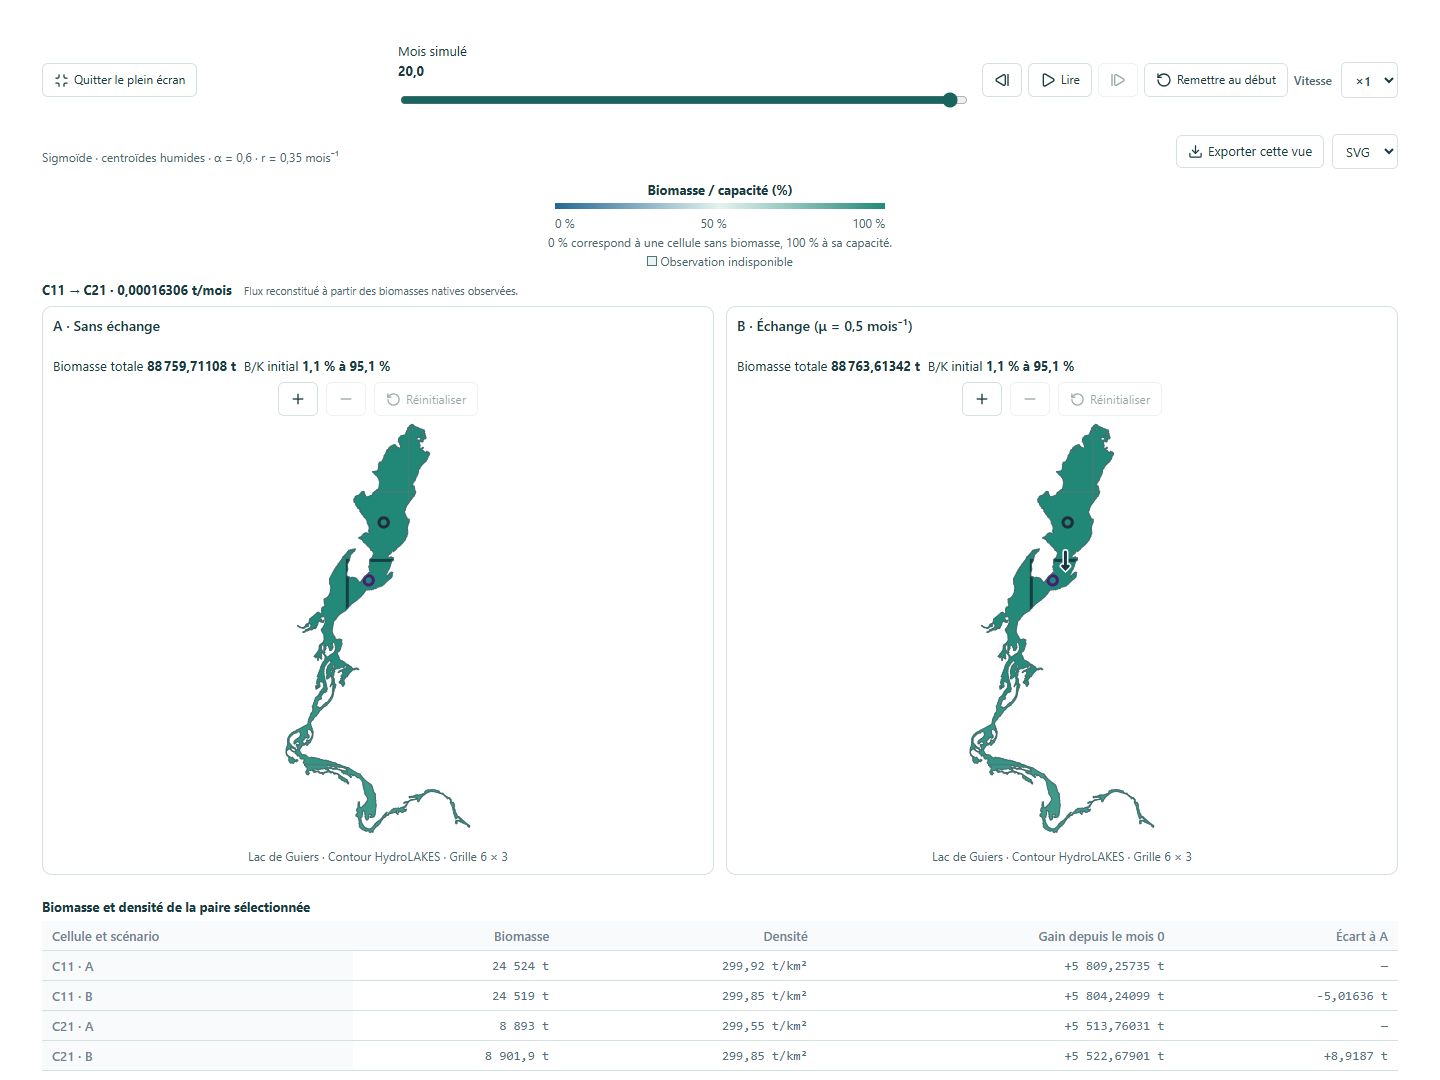 Mois simulé
20,0
Quitter le plein écran
Lire
Remettre au début
Vitesse
×1
Sigmoïde · centroïdes humides · α = 0,6 · r = 0,35 mois⁻¹
Exporter cette vue
SVG
Biomasse / capacité (%)
0 % 50 % 100 %
0 % correspond à une cellule sans biomasse, 100 % à sa capacité.
Observation indisponible
C11 → C21 · 0,00016306 t/mois Flux reconstitué à partir des biomasses natives observées.
A · Sans échange
Biomasse totale 88 759,71108 t B/K initial 1,1 % à 95,1 %
+ − Réinitialiser
Lac de Guiers · Contour HydroLAKES · Grille 6 × 3
B · Échange (μ = 0,5 mois⁻¹)
Biomasse totale 88 763,61342 t B/K initial 1,1 % à 95,1 %
+ − Réinitialiser
Lac de Guiers · Contour HydroLAKES · Grille 6 × 3
Biomasse et densité de la paire sélectionnée
Cellule et scénario Biomasse Densité Gain depuis le mois 0 Écart à A
C11 · A 24 524 t 299,92 t/km² +5 809,25735 t —
C11 · B 24 519 t 299,85 t/km² +5 804,24099 t -5,01636 t
C21 · A 8 893 t 299,55 t/km² +5 513,76031 t —
C21 · B 8 901,9 t 299,85 t/km² +5 522,67901 t +8,9187 t